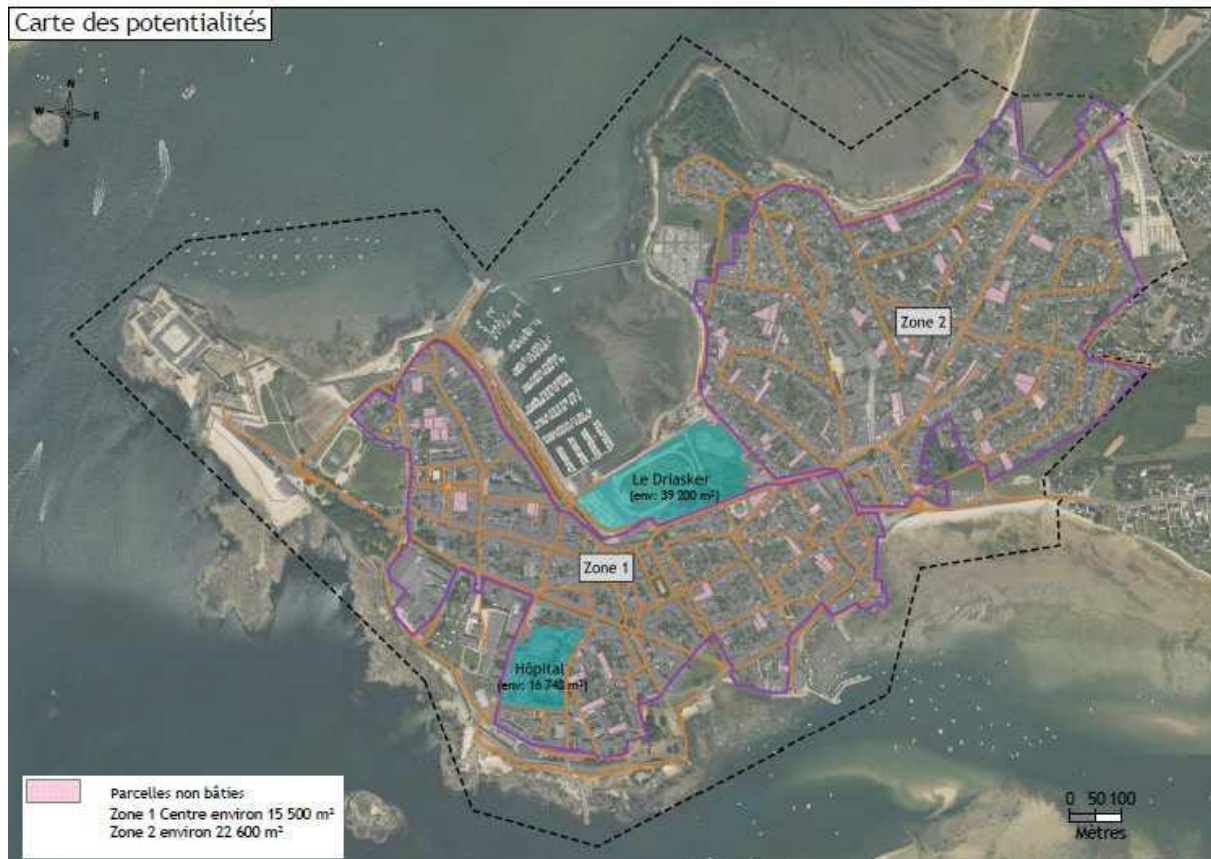 Carte des potentialités
N
W E
S
Zone 2
Le Driasker
(env: 39 200 m²)
Zone 1
Hôpital
(env: 16 748 m²)
Parcelles non bâties
Zone 1 Centre environ 15 500 m²
Zone 2 environ 22 600 m²
0 50 100
Mètres